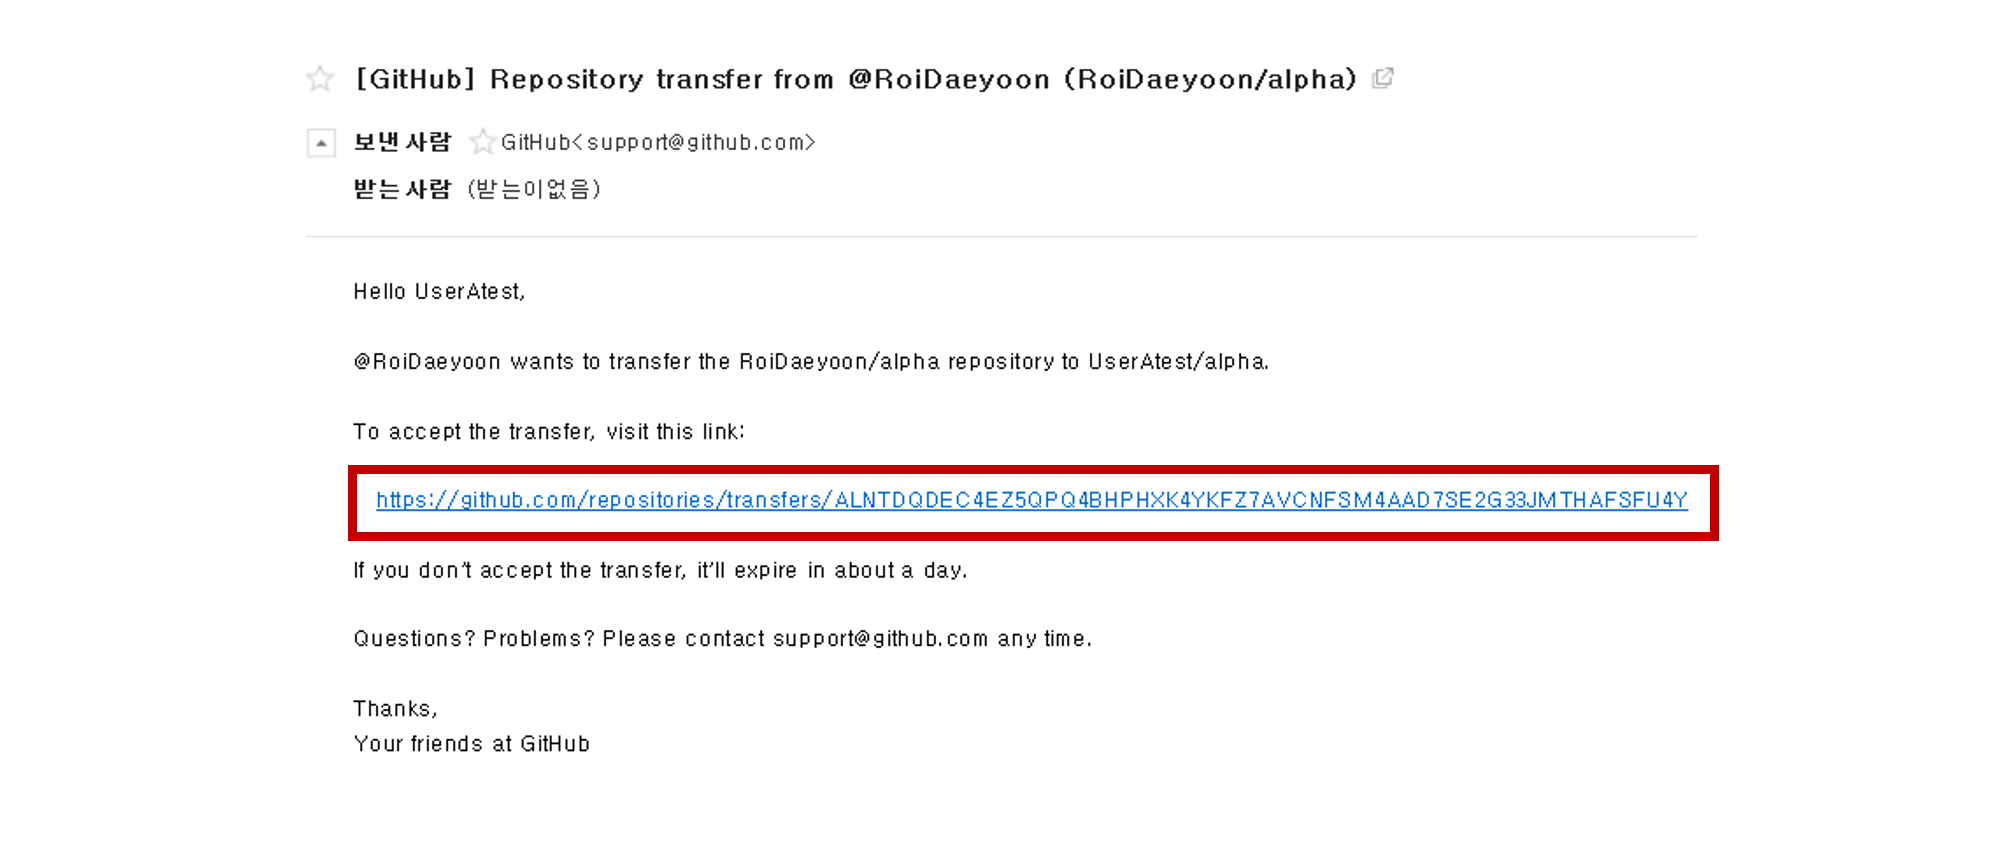 [GitHub] Repository transfer from @RoiDaeyoon (RoiDaeyoon/alpha)
보낸 사람 GitHub<support@github.com>
받는 사람 (받는이없음)
Hello UserAtest,
@RoiDaeyoon wants to transfer the RoiDaeyoon/alpha repository to UserAtest/alpha.
To accept the transfer, visit this link:
https://github.com/repositories/transfers/ALNTDQDEC4EZ5QPQ4BHPHXK4YKFZ7AVCNFSM4AAD7SE2G33JMTHAFSFU4Y
If you don't accept the transfer, it'll expire in about a day.
Questions? Problems? Please contact support@github.com any time.
Thanks,
Your friends at GitHub